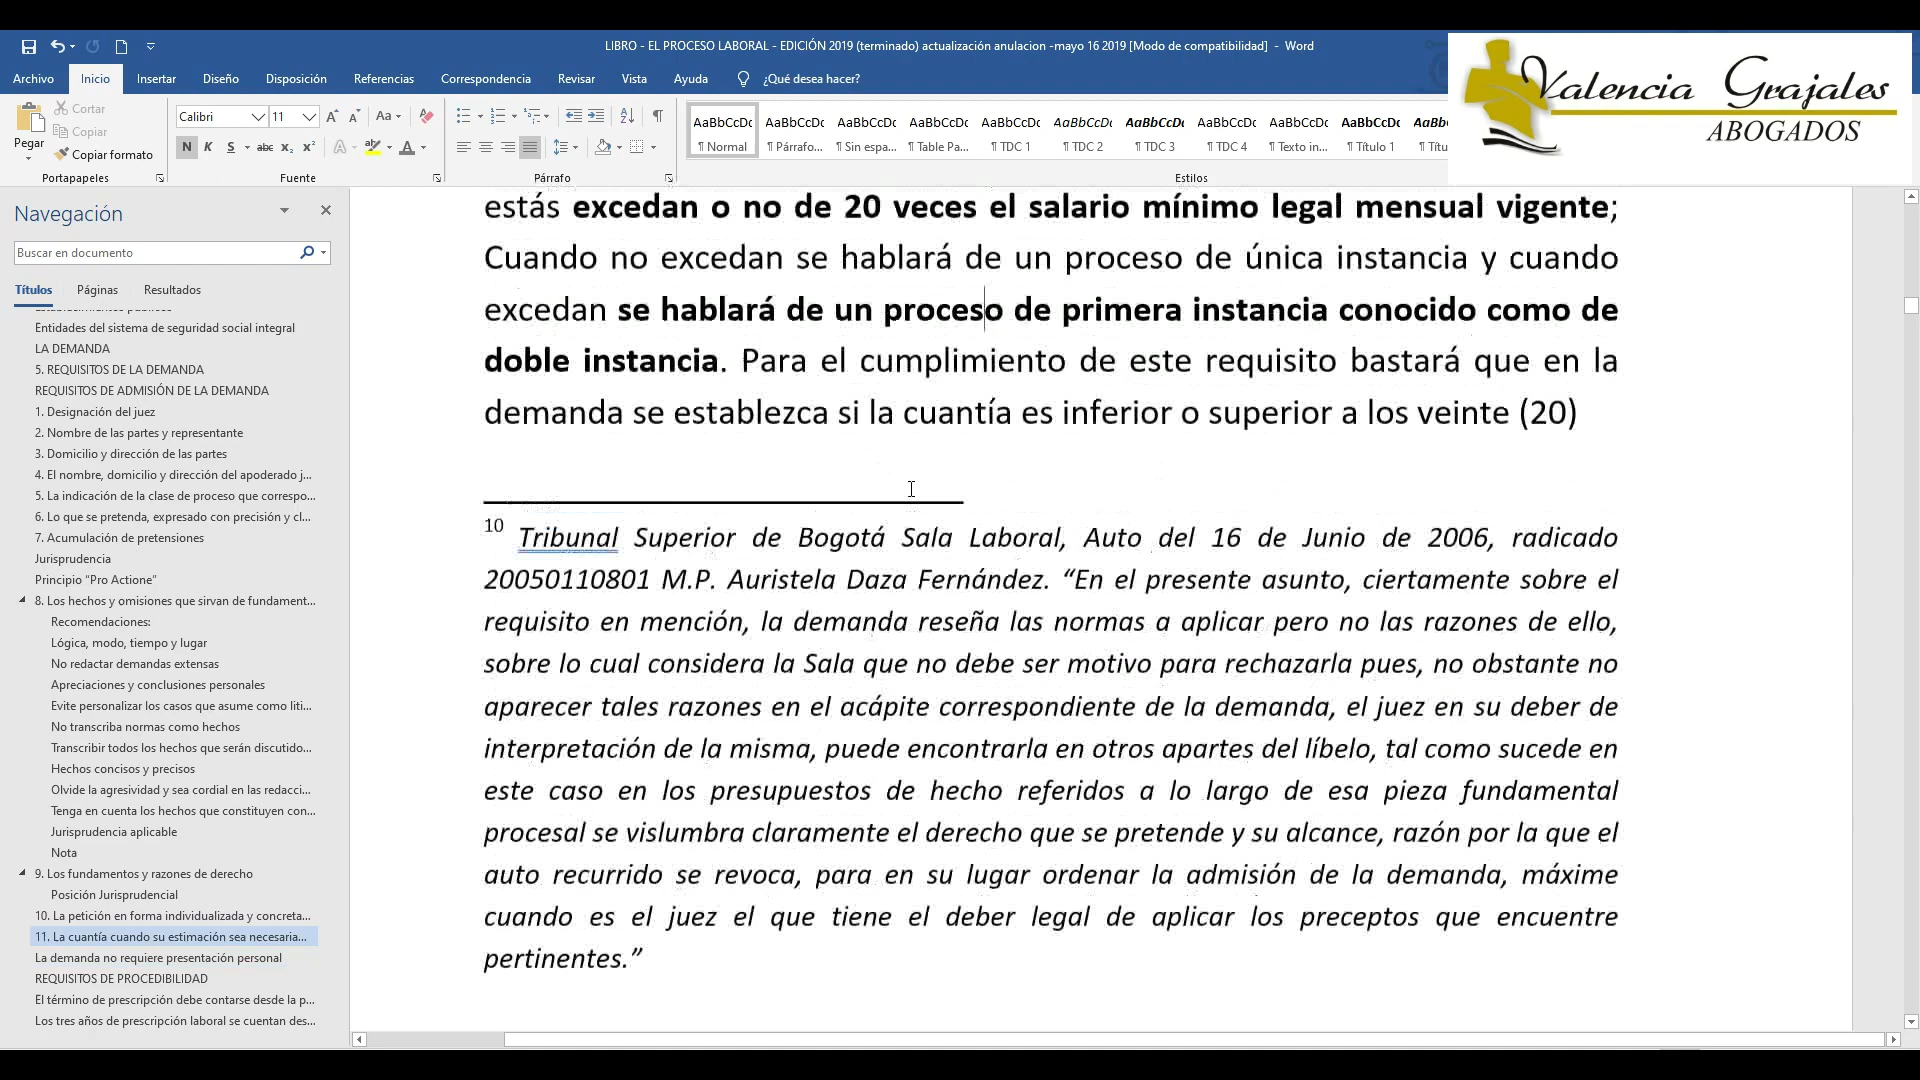 LIBRO - EL PROCESO LABORAL - EDICIÓN 2019 (terminado) actualización anulacion -mayo 16 2019 [Modo de compatibilidad] - Word
Archivo Inicio Insertar Diseño Disposición Referencias Correspondencia Revisar Vista Ayuda ¿Qué desea hacer?
Valencia Grajales
ABOGADOS
Pegar
Cortar
Copiar
Copiar formato
Portapapeles
Calibri 11
N K S abc x₂ x²
Fuente
Párrafo
AaBbCcDc AaBbCcDc AaBbCcDc AaBbCcDc AaBbCcDc AaBbCcDc AaBbCcDc AaBbCcDc AaBbCcDc AaBbCcDc AaBb
¶ Normal ¶ Párrafo... ¶ Sin espa... ¶ Table Pa... ¶ TDC 1 ¶ TDC 2 ¶ TDC 3 ¶ TDC 4 ¶ Texto in... ¶ Título 1 ¶ Títu
Estilos
Navegación
Buscar en documento
Títulos Páginas Resultados
Entidades del sistema de seguridad social integral
LA DEMANDA
5. REQUISITOS DE LA DEMANDA
REQUISITOS DE ADMISIÓN DE LA DEMANDA
1. Designación del juez
2. Nombre de las partes y representante
3. Domicilio y dirección de las partes
4. El nombre, domicilio y dirección del apoderado j...
5. La indicación de la clase de proceso que correspo...
6. Lo que se pretenda, expresado con precisión y cl...
7. Acumulación de pretensiones
Jurisprudencia
Principio “Pro Actione”
8. Los hechos y omisiones que sirvan de fundament...
Recomendaciones:
Lógica, modo, tiempo y lugar
No redactar demandas extensas
Apreciaciones y conclusiones personales
Evite personalizar los casos que asume como liti...
No transcriba normas como hechos
Transcribir todos los hechos que serán discutido...
Hechos concisos y precisos
Olvide la agresividad y sea cordial en las redacci...
Tenga en cuenta los hechos que constituyen con...
Jurisprudencia aplicable
Nota
9. Los fundamentos y razones de derecho
Posición Jurisprudencial
10. La petición en forma individualizada y concreta...
11. La cuantía cuando su estimación sea necesaria...
La demanda no requiere presentación personal
REQUISITOS DE PROCEDIBILIDAD
El término de prescripción debe contarse desde la p...
Los tres años de prescripción laboral se cuentan des...
estás excedan o no de 20 veces el salario mínimo legal mensual vigente;
Cuando no excedan se hablará de un proceso de única instancia y cuando
excedan se hablará de un proceso de primera instancia conocido como de
doble instancia. Para el cumplimiento de este requisito bastará que en la
demanda se establezca si la cuantía es inferior o superior a los veinte (20)
10 Tribunal Superior de Bogotá Sala Laboral, Auto del 16 de Junio de 2006, radicado
20050110801 M.P. Auristela Daza Fernández. “En el presente asunto, ciertamente sobre el
requisito en mención, la demanda reseña las normas a aplicar pero no las razones de ello,
sobre lo cual considera la Sala que no debe ser motivo para rechazarla pues, no obstante no
aparecer tales razones en el acápite correspondiente de la demanda, el juez en su deber de
interpretación de la misma, puede encontrarla en otros apartes del líbelo, tal como sucede en
este caso en los presupuestos de hecho referidos a lo largo de esa pieza fundamental
procesal se vislumbra claramente el derecho que se pretende y su alcance, razón por la que el
auto recurrido se revoca, para en su lugar ordenar la admisión de la demanda, máxime
cuando es el juez el que tiene el deber legal de aplicar los preceptos que encuentre
pertinentes.”